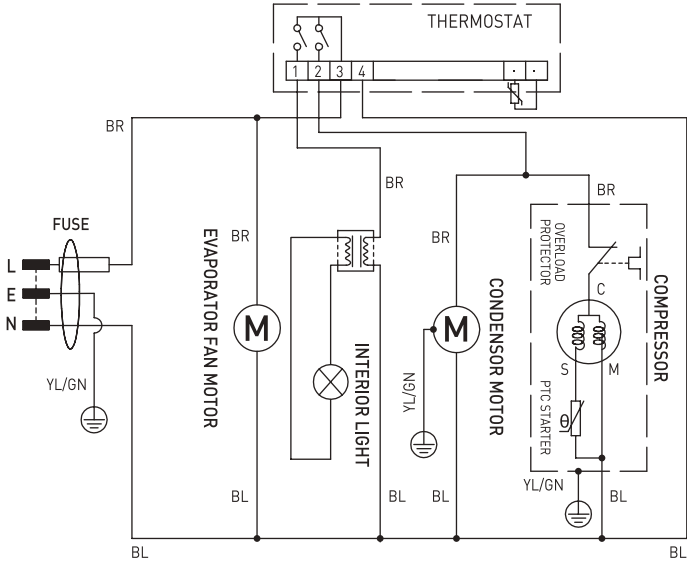 THERMOSTAT
1 2 3 4 · ·
BR
BR
BR
FUSE
BR
BR
OVERLOAD
PROTECTOR
L
E
N
C
EVAPORATOR FAN MOTOR
M
M
CONDENSOR MOTOR
COMPRESSOR
INTERIOR LIGHT
S
M
YL/GN
YL/GN
PTC STARTER
θ
YL/GN
BL
BL
BL
BL
BL
BL